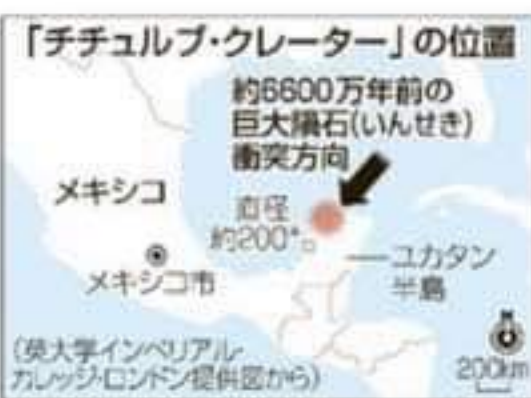 「チチュルブ・クレーター」の位置
約6600万年前の
巨大隕石(いんせき)
衝突方向
メキシコ
直径
約200㌔
メキシコ市
ユカタン
半島
(英大学インペリアル・
カレッジ・ロンドン提供図から)
200km